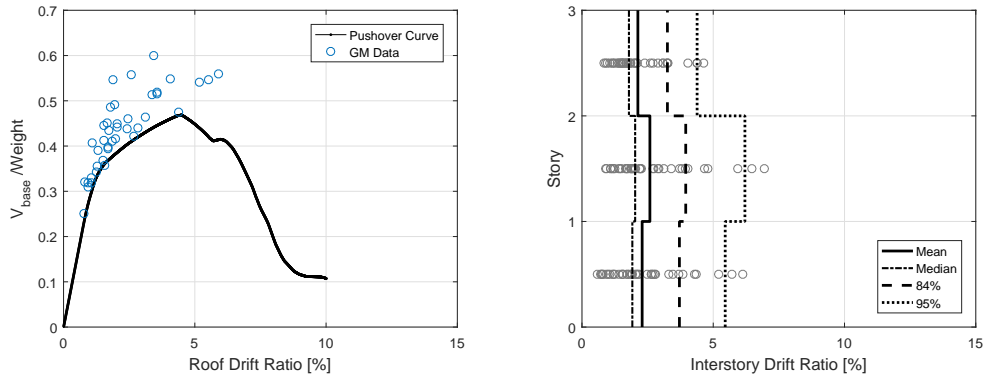 0.7
0.6
0.5
0.4
0.3
0.2
0.1
0
V_base /Weight
0 5 10 15
Roof Drift Ratio [%]
Pushover Curve
GM Data
3
2
1
0
Story
0 5 10 15
Interstory Drift Ratio [%]
Mean
Median
84%
95%